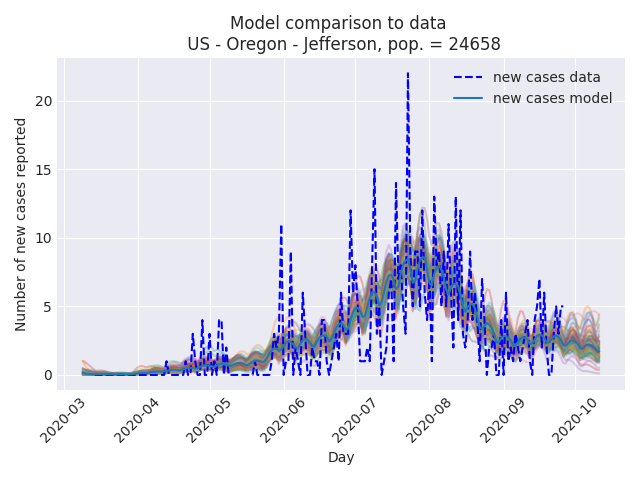 Model comparison to data
US - Oregon - Jefferson, pop. = 24658
new cases data
new cases model
Number of new cases reported
20
15
10
5
0
2020-03
2020-04
2020-05
2020-06
2020-07
2020-08
2020-09
2020-10
Day